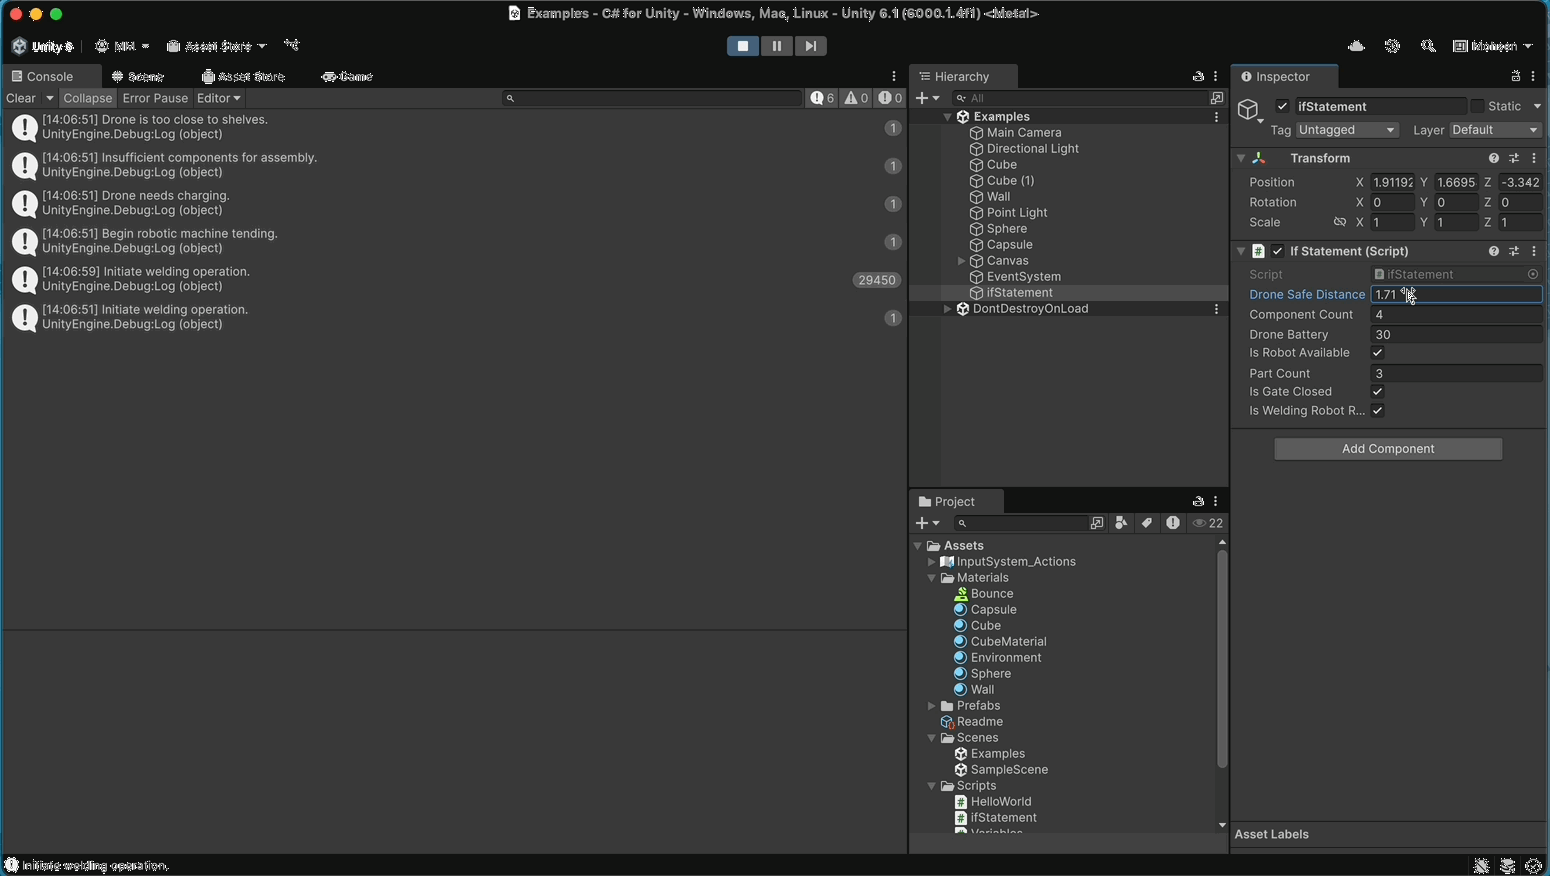 Examples - C# for Unity - Windows, Mac, Linux - Unity 6.1 (6000.1.4f1) <Metal>
Unity 6 Asset Store
Console Scene Asset Store Game
Clear Collapse Error Pause Editor 6 0 0
[14:06:51] Drone is too close to shelves.
UnityEngine.Debug:Log (object)
1
[14:06:51] Insufficient components for assembly.
UnityEngine.Debug:Log (object)
1
[14:06:51] Drone needs charging.
UnityEngine.Debug:Log (object)
1
[14:06:51] Begin robotic machine tending.
UnityEngine.Debug:Log (object)
1
[14:06:59] Initiate welding operation.
UnityEngine.Debug:Log (object)
29450
[14:06:51] Initiate welding operation.
UnityEngine.Debug:Log (object)
1
Initiate welding operation.
Hierarchy
All
Examples
Main Camera
Directional Light
Cube
Cube (1)
Wall
Point Light
Sphere
Capsule
Canvas
EventSystem
ifStatement
DontDestroyOnLoad
Project
22
Assets
InputSystem_Actions
Materials
Bounce
Capsule
Cube
CubeMaterial
Environment
Sphere
Wall
Prefabs
Readme
Scenes
Examples
SampleScene
Scripts
HelloWorld
ifStatement
Variables
Inspector
ifStatement Static
Tag Untagged Layer Default
Transform
Position X 1.91192 Y 1.6695 Z -3.342
Rotation X 0 Y 0 Z 0
Scale X 1 Y 1 Z 1
If Statement (Script)
Script ifStatement
Drone Safe Distance 1.71
Component Count 4
Drone Battery 30
Is Robot Available
Part Count 3
Is Gate Closed
Is Welding Robot R...
Add Component
Asset Labels